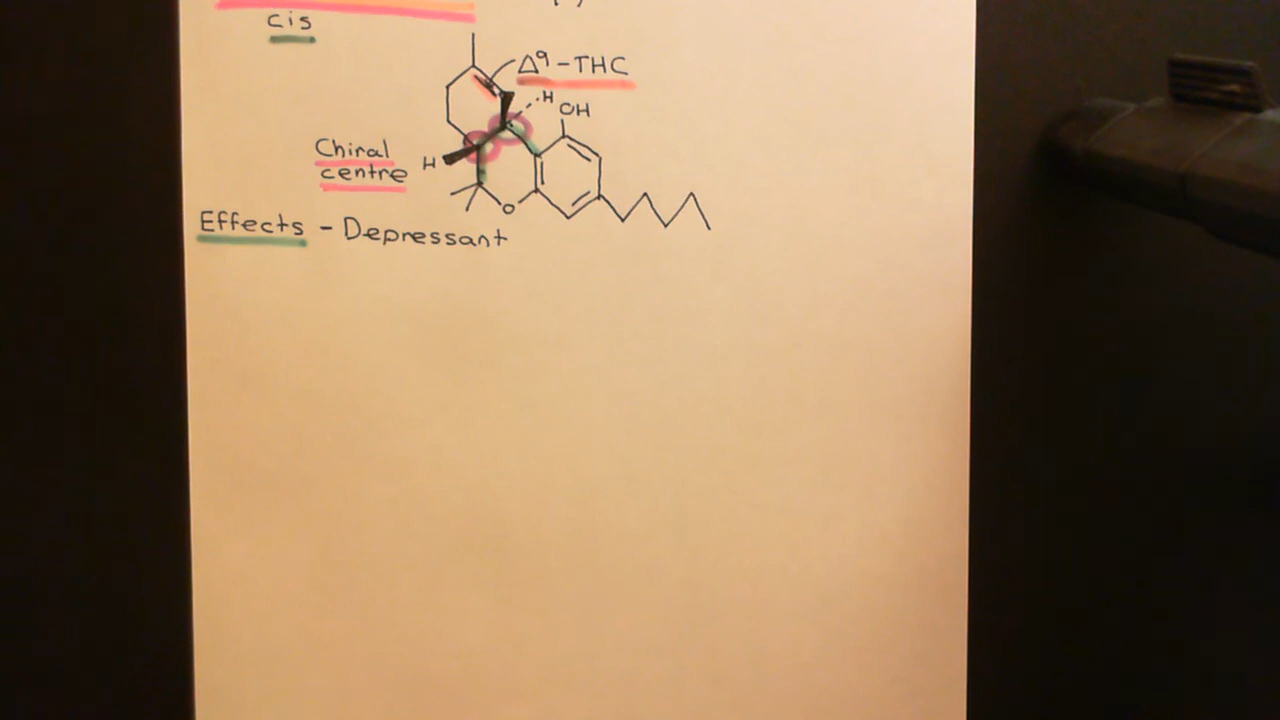 cis
Δ⁹-THC
H
OH
Chiral
centre
H
O
Effects - Depressant